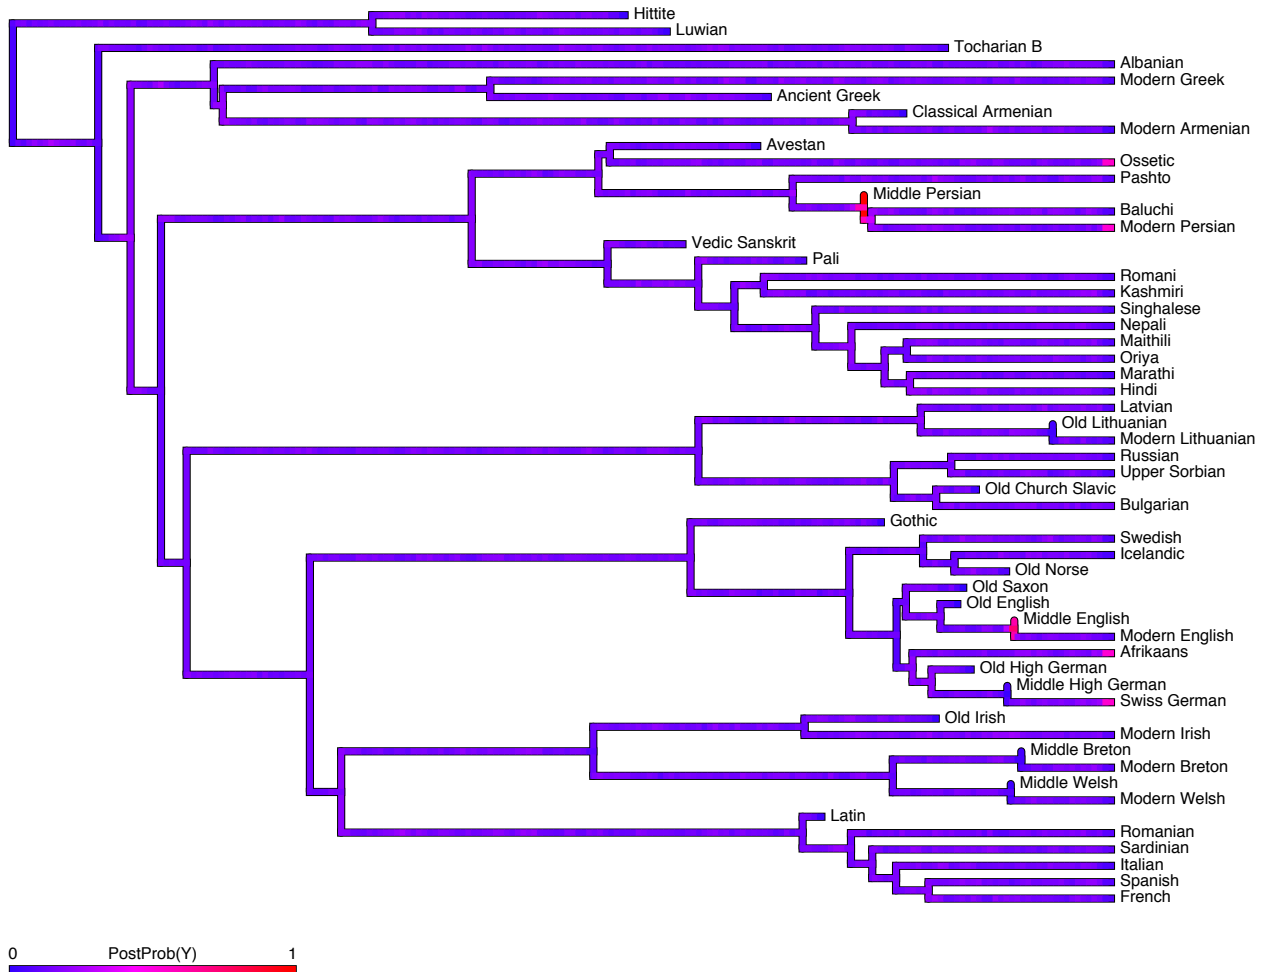 Hittite
Luwian
Tocharian B
Albanian
Modern Greek
Ancient Greek
Classical Armenian
Modern Armenian
Avestan
Ossetic
Pashto
Middle Persian
Baluchi
Modern Persian
Vedic Sanskrit
Pali
Romani
Kashmiri
Singhalese
Nepali
Maithili
Oriya
Marathi
Hindi
Latvian
Old Lithuanian
Modern Lithuanian
Russian
Upper Sorbian
Old Church Slavic
Bulgarian
Gothic
Swedish
Icelandic
Old Norse
Old Saxon
Old English
Middle English
Modern English
Afrikaans
Old High German
Middle High German
Swiss German
Old Irish
Modern Irish
Middle Breton
Modern Breton
Middle Welsh
Modern Welsh
Latin
Romanian
Sardinian
Italian
Spanish
French
0 PostProb(Y) 1